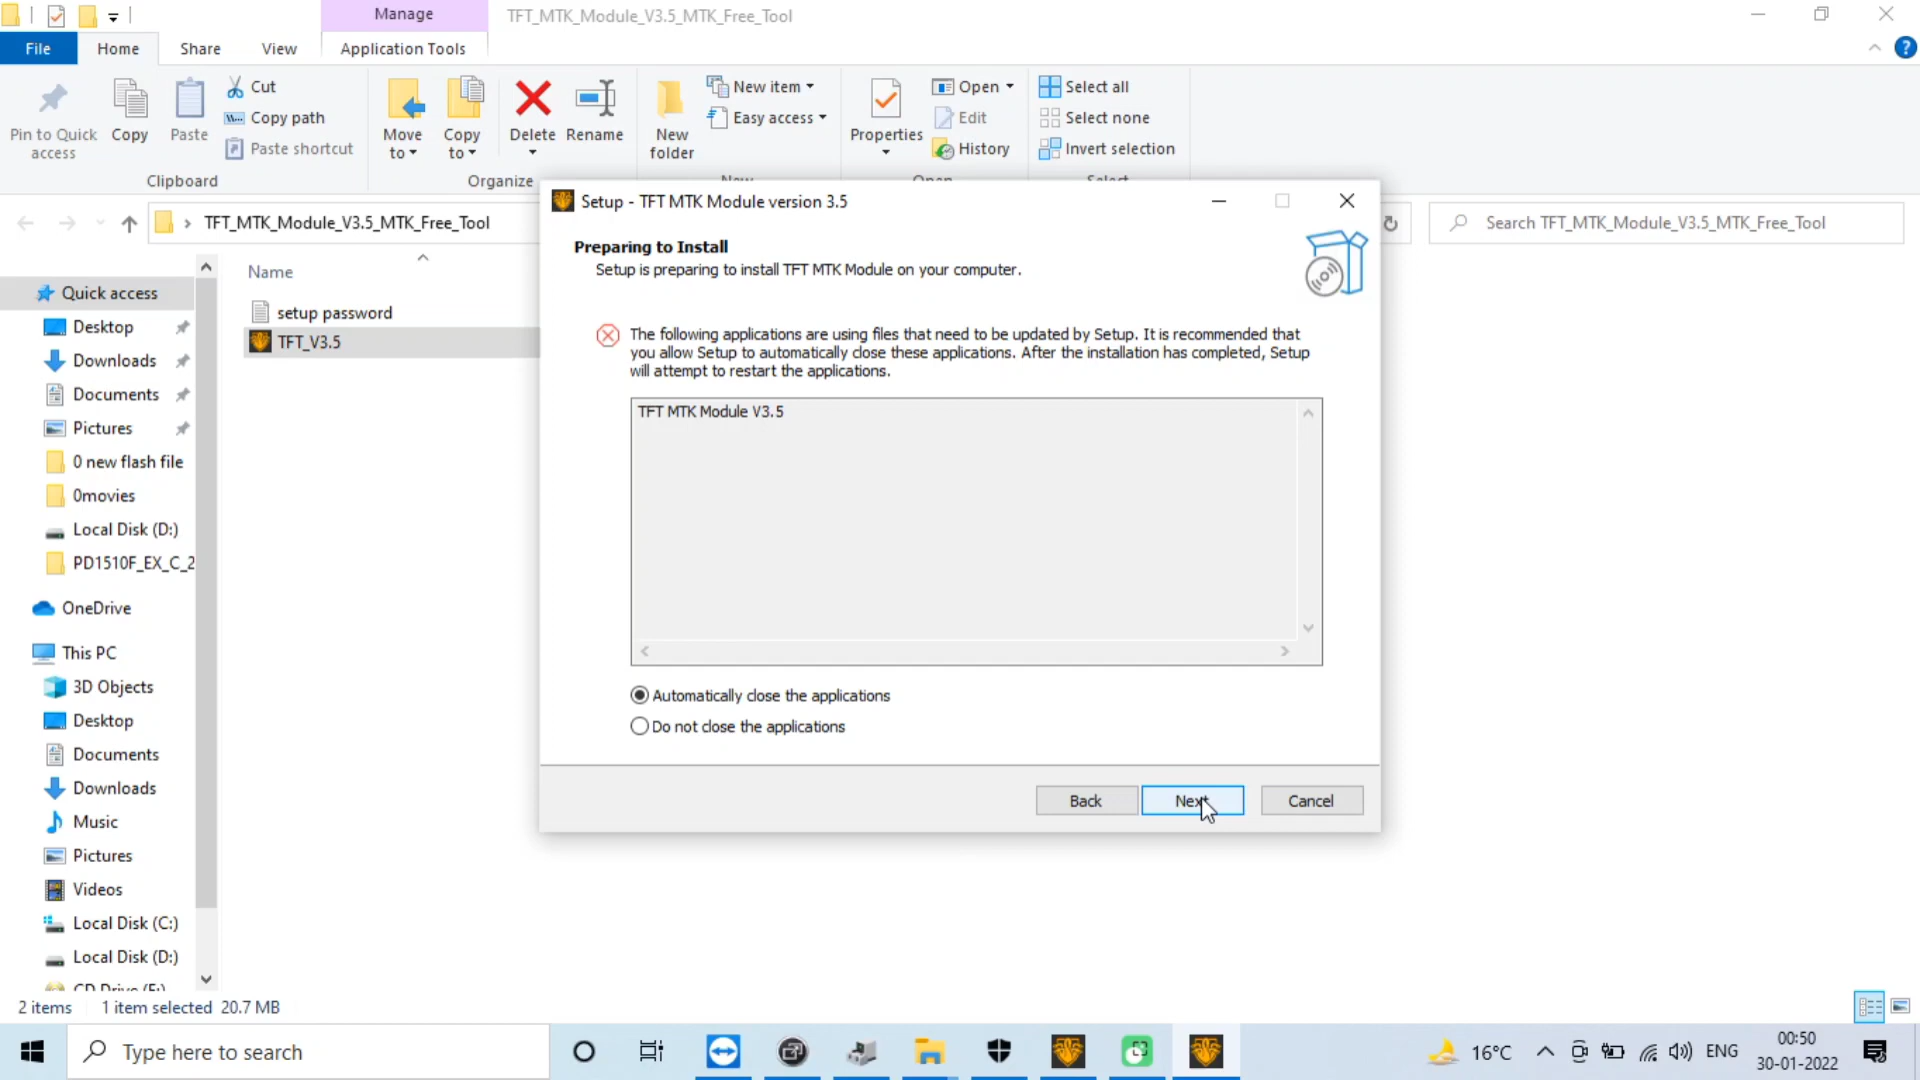 Manage
TFT_MTK_Module_V3.5_MTK_Free_Tool
File
Home
Share
View
Application Tools
Pin to Quick
access
Copy
Paste
Cut
Copy path
Paste shortcut
Clipboard
Move
to
Copy
to
Delete
Rename
Organize
New
folder
New item
Easy access
New
Properties
Open
Edit
History
Open
Select all
Select none
Invert selection
Select
TFT_MTK_Module_V3.5_MTK_Free_Tool
Search TFT_MTK_Module_V3.5_MTK_Free_Tool
Quick access
Desktop
Downloads
Documents
Pictures
0 new flash file
0movies
Local Disk (D:)
PD1510F_EX_C_2
OneDrive
This PC
3D Objects
Desktop
Documents
Downloads
Music
Pictures
Videos
Local Disk (C:)
Local Disk (D:)
Name
setup password
TFT_V3.5
Setup - TFT MTK Module version 3.5
Preparing to Install
Setup is preparing to install TFT MTK Module on your computer.
The following applications are using files that need to be updated by Setup. It is recommended that
you allow Setup to automatically close these applications. After the installation has completed, Setup
will attempt to restart the applications.
TFT MTK Module V3.5
Automatically close the applications
Do not close the applications
Back
Next
Cancel
2 items
1 item selected 20.7 MB
Type here to search
16°C
ENG
00:50
30-01-2022